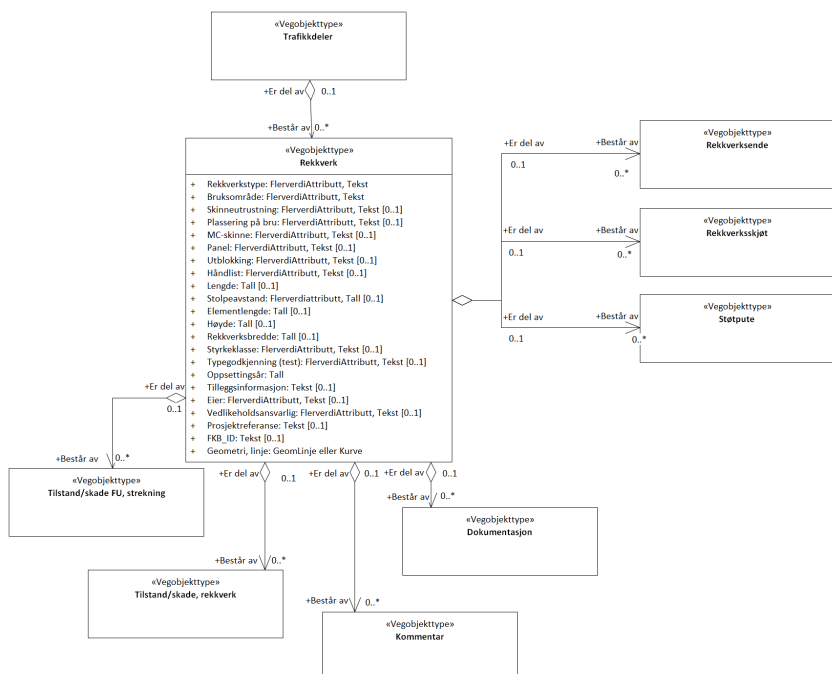 «Vegobjekttype»
Trafikkdeler
+Er del av 0..1
+Består av 0..*
«Vegobjekttype»
Rekkverk
+ Rekkverkstype: FlerverdiAttributt, Tekst
+ Bruksområde: FlerverdiAttributt, Tekst
+ Skinneutrustning: FlerverdiAttributt, Tekst [0..1]
+ Plassering på bru: FlerverdiAttributt, Tekst [0..1]
+ MC-skinne: FlerverdiAttributt, Tekst [0..1]
+ Panel: FlerverdiAttributt, Tekst [0..1]
+ Utblokking: FlerverdiAttributt, Tekst [0..1]
+ Håndlist: FlerverdiAttributt, Tekst [0..1]
+ Lengde: Tall [0..1]
+ Stolpeavstand: Flerverdiattributt, Tall [0..1]
+ Elementlengde: Tall [0..1]
+ Høyde: Tall [0..1]
+ Rekkverksbredde: Tall [0..1]
+ Styrkeklasse: FlerverdiAttributt, Tekst [0..1]
+ Typegodkjenning (test): FlerverdiAttributt, Tekst [0..1]
+ Oppsettingsår: Tall
+ Tilleggsinformasjon: Tekst [0..1]
+ Eier: FlerverdiAttributt, Tekst [0..1]
+ Vedlikeholdsansvarlig: FlerverdiAttributt, Tekst [0..1]
+ Prosjektreferanse: Tekst [0..1]
+ FKB_ID: Tekst [0..1]
+ Geometri, linje: GeomLinje eller Kurve
+Er del av +Består av
0..1 0..*
«Vegobjekttype»
Rekkverksende
+Er del av +Består av
0..1 0..*
«Vegobjekttype»
Rekkverksskjøt
+Er del av +Består av
0..1 0..*
«Vegobjekttype»
Støtpute
+Er del av
0..1
+Består av 0..*
«Vegobjekttype»
Tilstand/skade FU, strekning
+Er del av 0..1
+Består av 0..*
«Vegobjekttype»
Tilstand/skade, rekkverk
+Er del av 0..1
+Består av 0..*
«Vegobjekttype»
Kommentar
+Er del av 0..1
+Består av 0..*
«Vegobjekttype»
Dokumentasjon